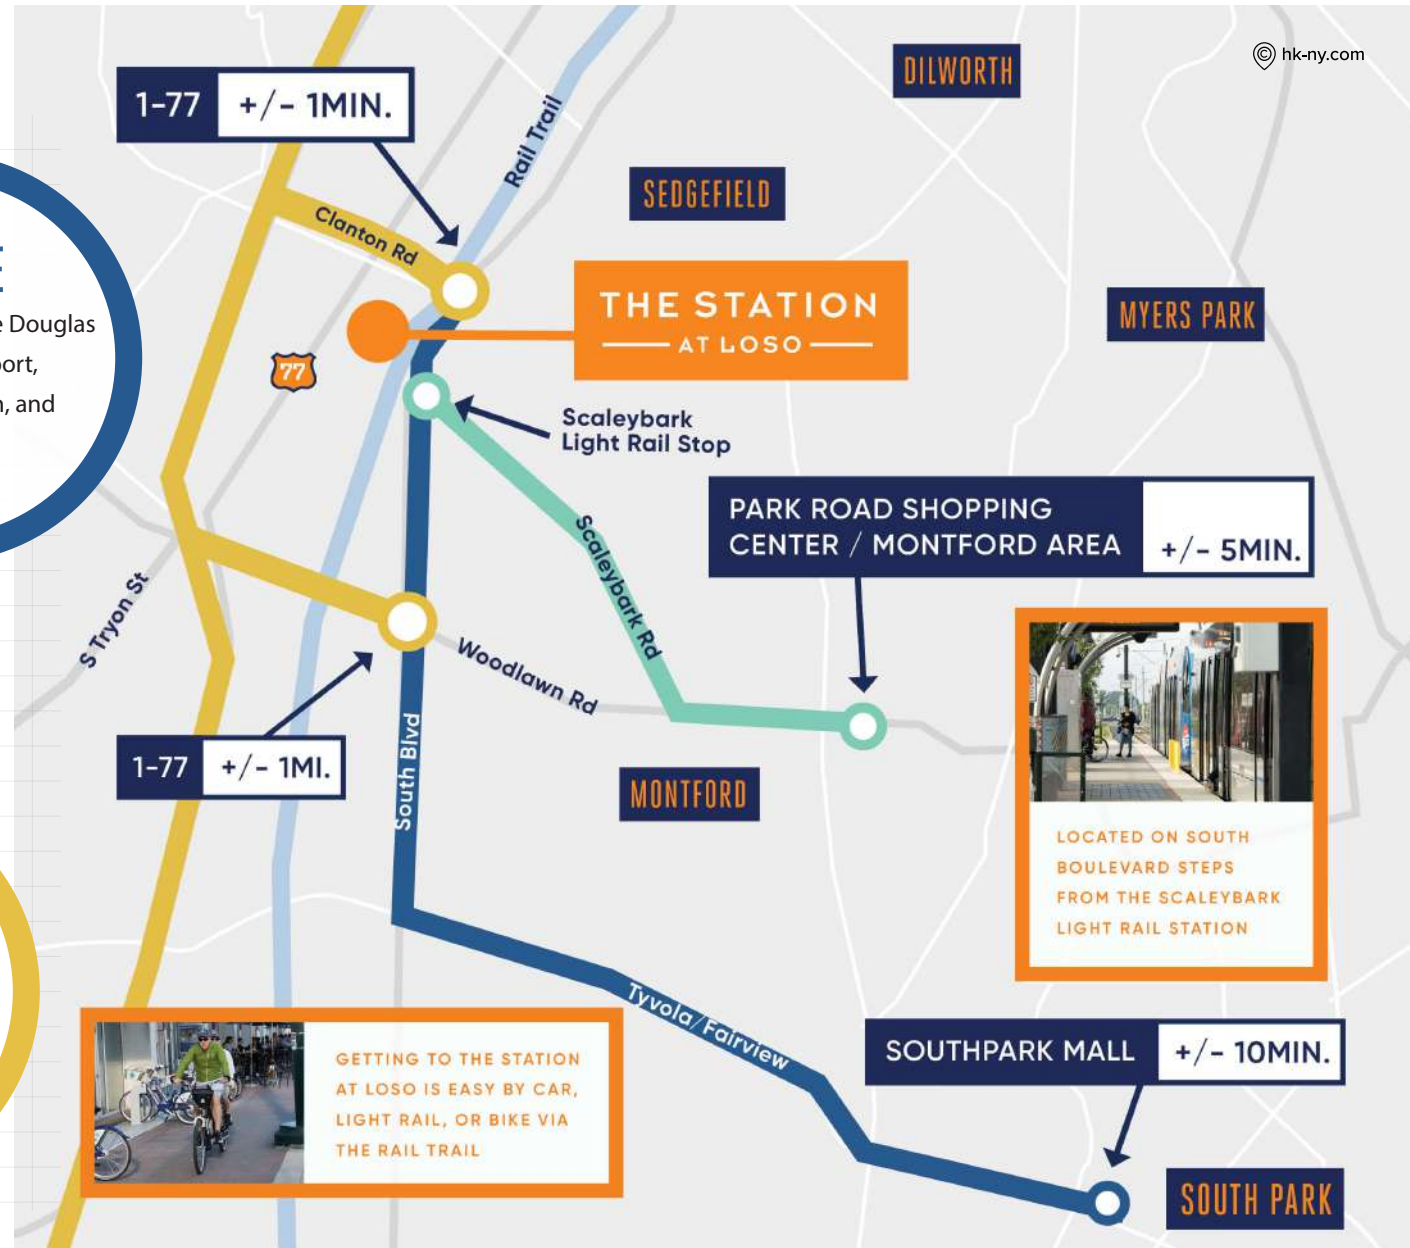 DILWORTH
© hk-ny.com
1-77 +/- 1MIN.
Rail Trail
SEDGEFIELD
Clanton Rd
THE STATION
AT LOSO
MYERS PARK
Douglas
77
, and
Scaleybark
Light Rail Stop
PARK ROAD SHOPPING
CENTER / MONTFORD AREA +/- 5MIN.
Scaleybark Rd
S Tryon St
Woodlawn Rd
1-77 +/- 1MI.
South Blvd
MONTFORD
LOCATED ON SOUTH
BOULEVARD STEPS
FROM THE SCALEYBARK
LIGHT RAIL STATION
Tyvola/Fairview
GETTING TO THE STATION
AT LOSO IS EASY BY CAR,
LIGHT RAIL, OR BIKE VIA
THE RAIL TRAIL
SOUTHPARK MALL +/- 10MIN.
SOUTH PARK